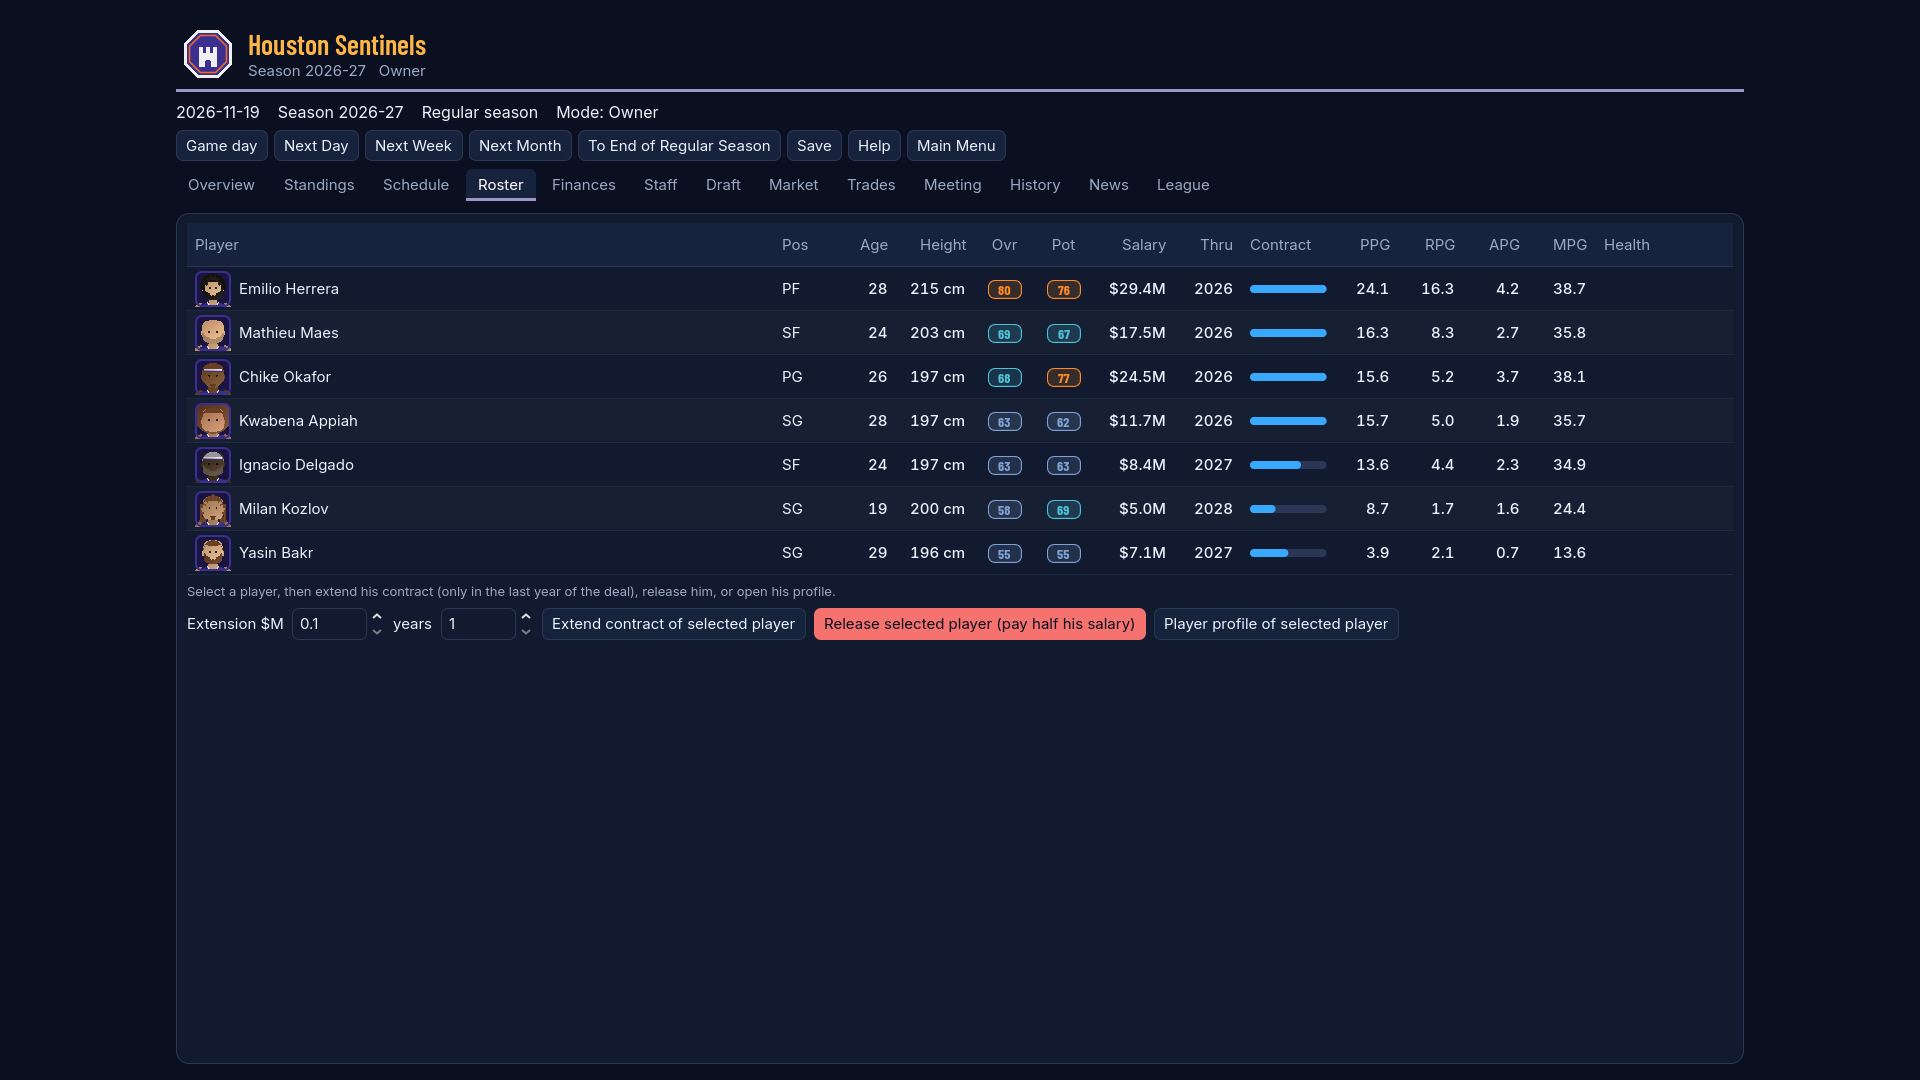 Houston Sentinels
Season 2026-27 Owner
2026-11-19 Season 2026-27 Regular season Mode: Owner
Game day Next Day Next Week Next Month To End of Regular Season Save Help Main Menu
Overview Standings Schedule Roster Finances Staff Draft Market Trades Meeting History News League
Player Pos Age Height Ovr Pot Salary Thru Contract PPG RPG APG MPG Health
Emilio Herrera PF 28 215 cm 80 76 $29.4M 2026 24.1 16.3 4.2 38.7
Mathieu Maes SF 24 203 cm 69 67 $17.5M 2026 16.3 8.3 2.7 35.8
Chike Okafor PG 26 197 cm 68 77 $24.5M 2026 15.6 5.2 3.7 38.1
Kwabena Appiah SG 28 197 cm 63 62 $11.7M 2026 15.7 5.0 1.9 35.7
Ignacio Delgado SF 24 197 cm 63 63 $8.4M 2027 13.6 4.4 2.3 34.9
Milan Kozlov SG 19 200 cm 58 69 $5.0M 2028 8.7 1.7 1.6 24.4
Yasin Bakr SG 29 196 cm 55 55 $7.1M 2027 3.9 2.1 0.7 13.6
Select a player, then extend his contract (only in the last year of the deal), release him, or open his profile.
Extension $M 0.1 years 1 Extend contract of selected player Release selected player (pay half his salary) Player profile of selected player